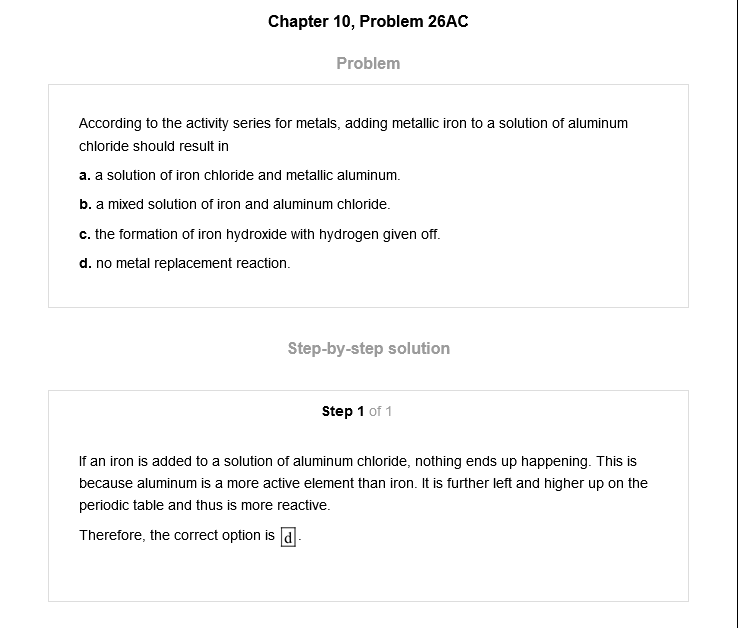 Chapter 10, Problem 26AC
Problem
According to the activity series for metals, adding metallic iron to a solution of aluminum
chloride should result in
a. a solution of iron chloride and metallic aluminum.
b. a mixed solution of iron and aluminum chloride.
c. the formation of iron hydroxide with hydrogen given off.
d. no metal replacement reaction.
Step-by-step solution
Step 1 of 1
If an iron is added to a solution of aluminum chloride, nothing ends up happening. This is
because aluminum is a more active element than iron. It is further left and higher up on the
periodic table and thus is more reactive.
Therefore, the correct option is d.